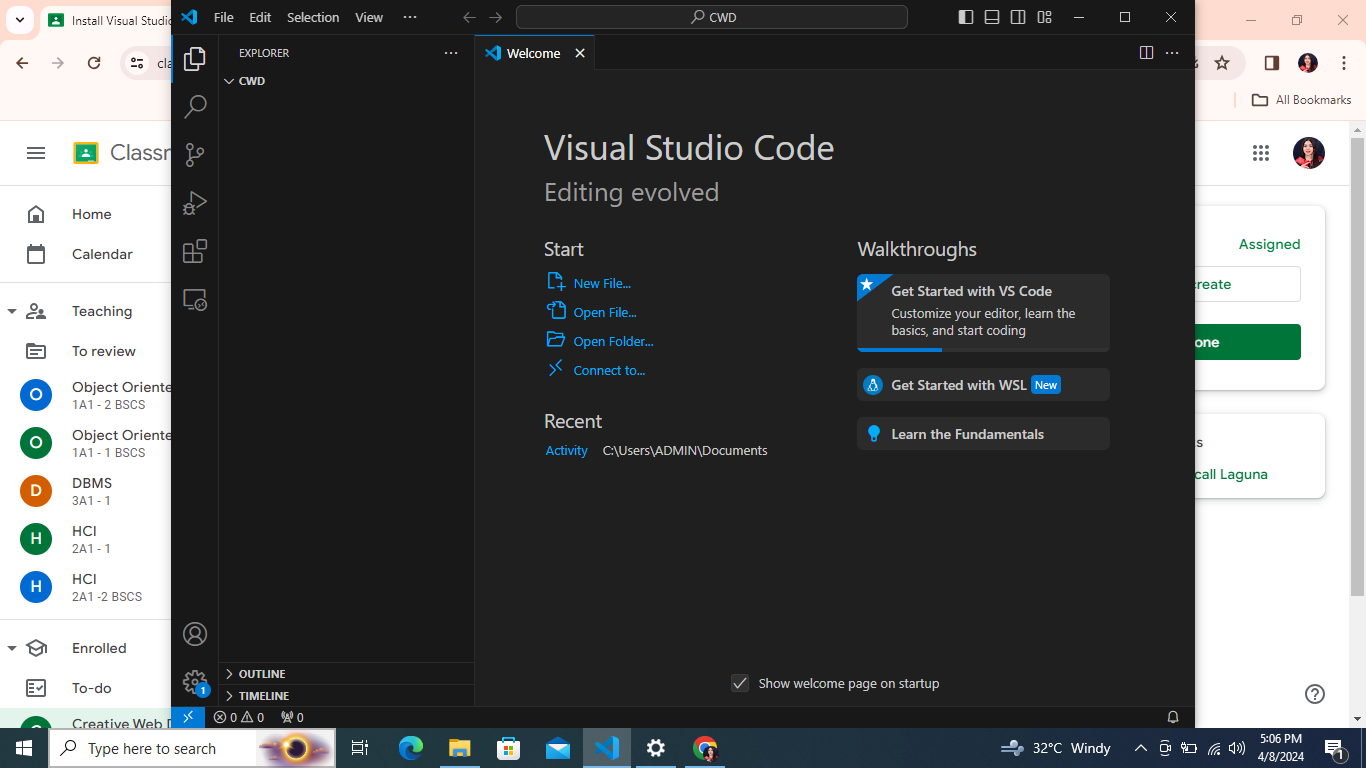 Install Visual Studio
File Edit Selection View ··· CWD
cla
All Bookmarks
Classr
Home
Calendar
Teaching
To review
O Object Oriente
1A1 - 2 BSCS
O Object Oriente
1A1 - 1 BSCS
D DBMS
3A1 - 1
H HCI
2A1 - 1
H HCI
2A1 -2 BSCS
Enrolled
To-do
Creative Web D
EXPLORER ···
CWD
OUTLINE
TIMELINE
1
Welcome
Visual Studio Code
Editing evolved
Start
New File...
Open File...
Open Folder...
Connect to...
Recent
Activity C:\Users\ADMIN\Documents
Walkthroughs
Get Started with VS Code
Customize your editor, learn the
basics, and start coding
Get Started with WSL New
Learn the Fundamentals
Show welcome page on startup
0 0 0
Assigned
create
one
s
call Laguna
Type here to search
32°C Windy
5:06 PM
4/8/2024
1